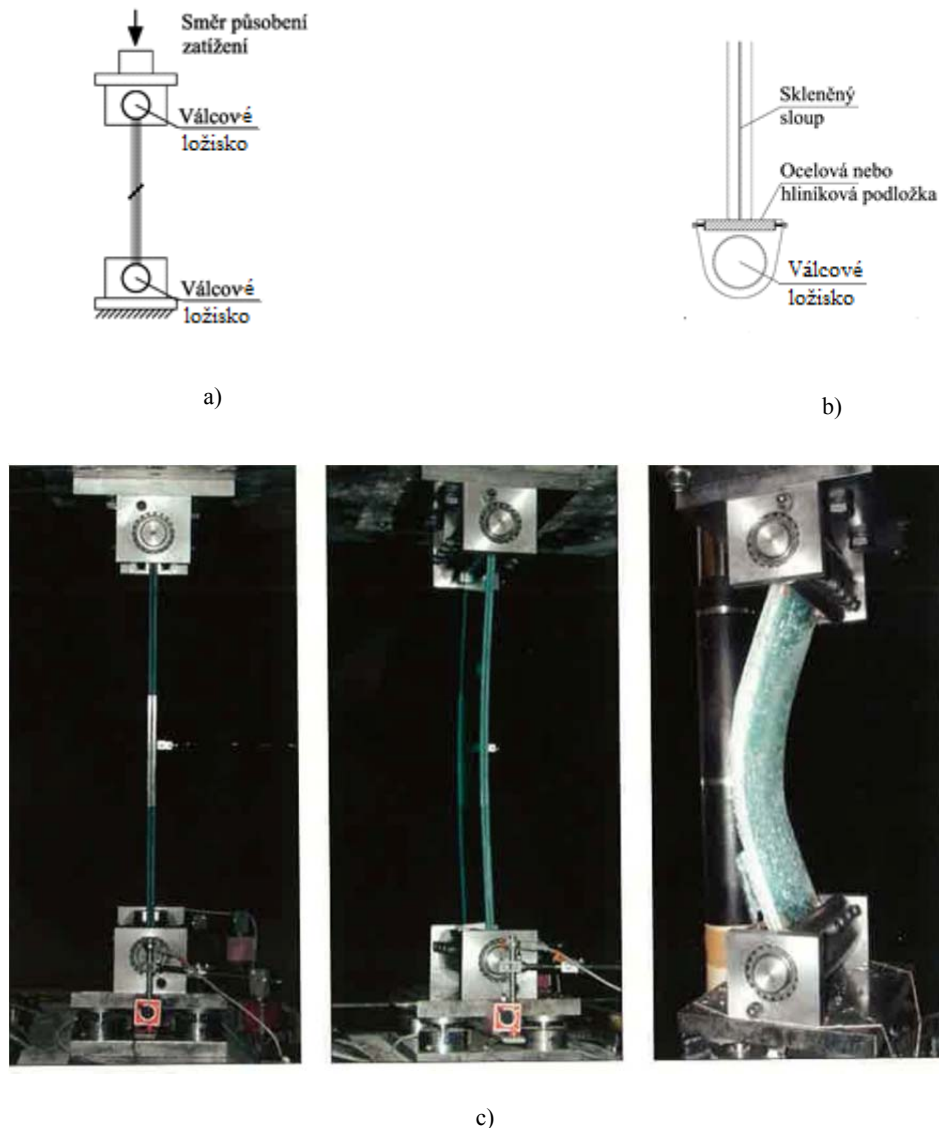 Směr působení
zatížení
Válcové
ložisko
Válcové
ložisko
a)
Skleněný
sloup
Ocelová nebo
hliníková podložka
Válcové
ložisko
b)
c)